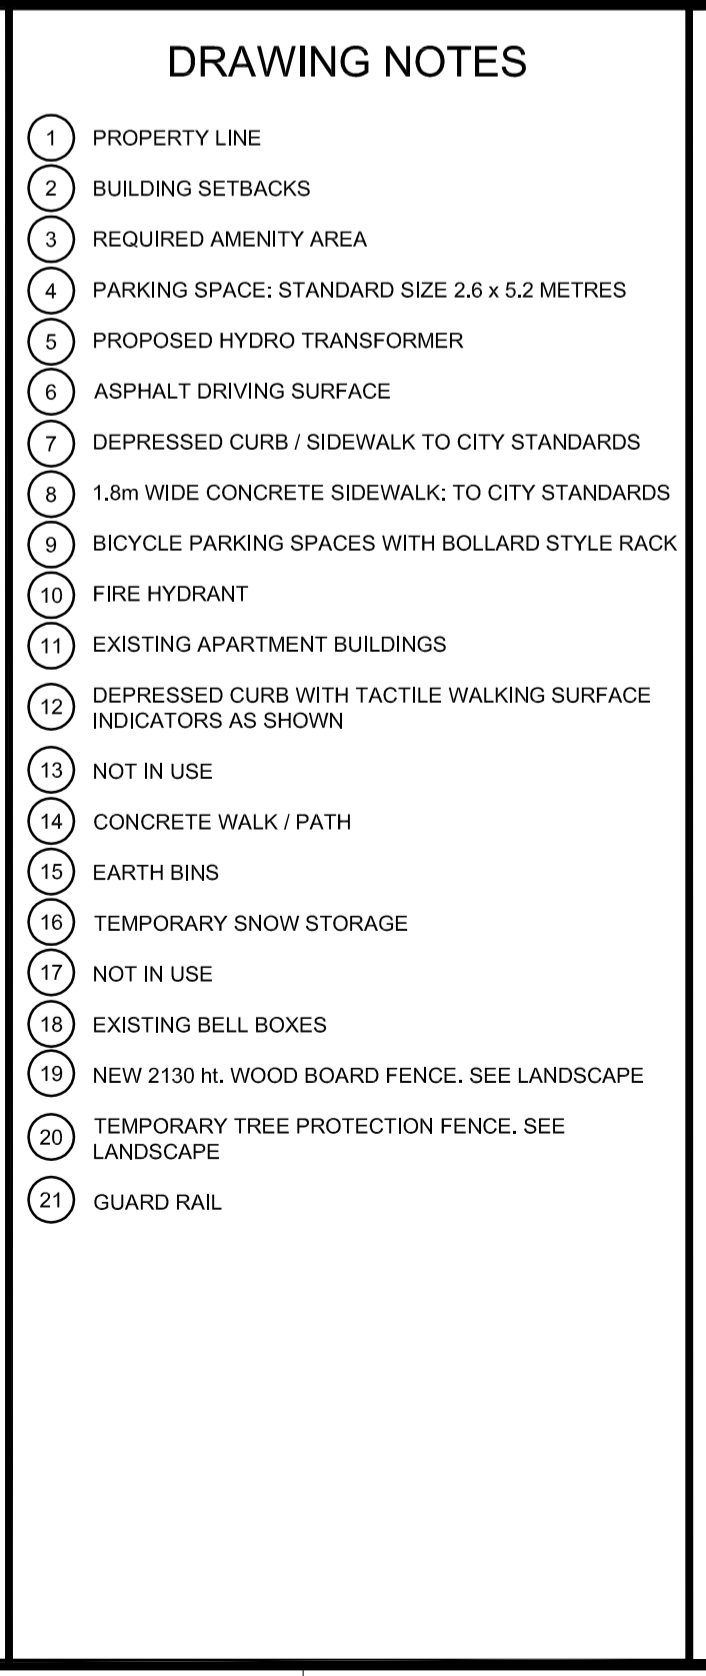 DRAWING NOTES
1 PROPERTY LINE
2 BUILDING SETBACKS
3 REQUIRED AMENITY AREA
4 PARKING SPACE: STANDARD SIZE 2.6 x 5.2 METRES
5 PROPOSED HYDRO TRANSFORMER
6 ASPHALT DRIVING SURFACE
7 DEPRESSED CURB / SIDEWALK TO CITY STANDARDS
8 1.8m WIDE CONCRETE SIDEWALK: TO CITY STANDARDS
9 BICYCLE PARKING SPACES WITH BOLLARD STYLE RACK
10 FIRE HYDRANT
11 EXISTING APARTMENT BUILDINGS
12 DEPRESSED CURB WITH TACTILE WALKING SURFACE
INDICATORS AS SHOWN
13 NOT IN USE
14 CONCRETE WALK / PATH
15 EARTH BINS
16 TEMPORARY SNOW STORAGE
17 NOT IN USE
18 EXISTING BELL BOXES
19 NEW 2130 ht. WOOD BOARD FENCE. SEE LANDSCAPE
20 TEMPORARY TREE PROTECTION FENCE. SEE
LANDSCAPE
21 GUARD RAIL